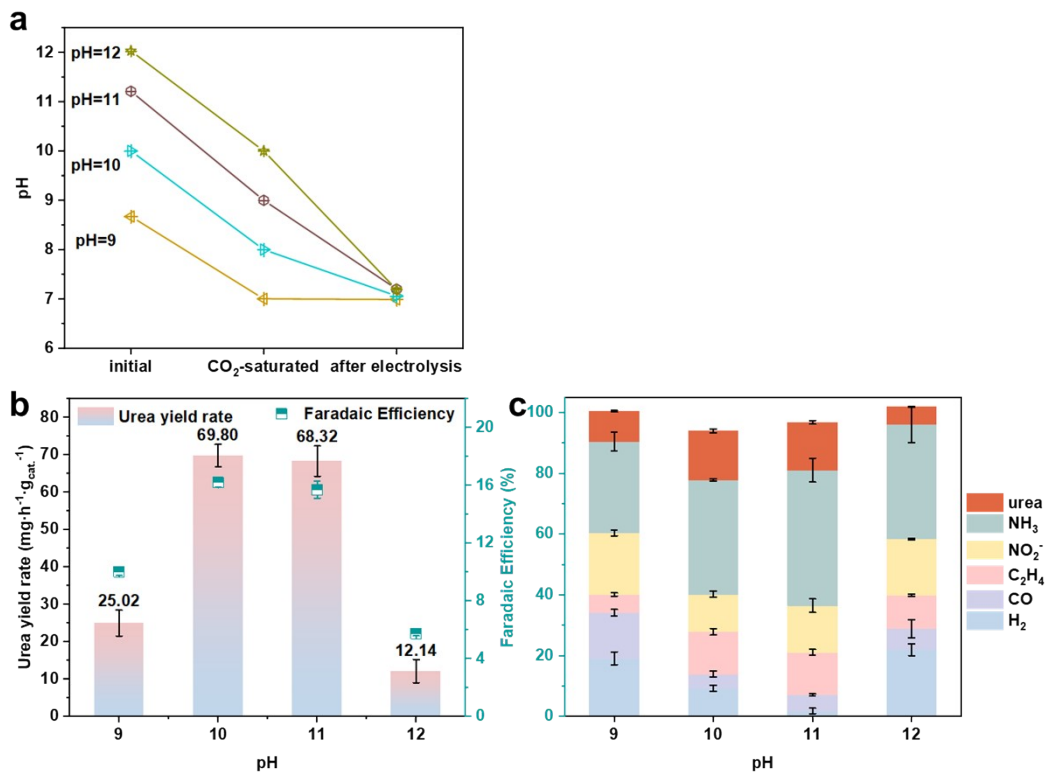 a
12
11
10
9
8
7
6
pH
pH=12
pH=11
pH=10
pH=9
initial
CO₂-saturated
after electrolysis
b
Urea yield rate
Faradaic Efficiency
80
70
60
50
40
30
20
10
0
Urea yield rate (mg·h⁻¹·g_cat.⁻¹)
25.02
69.80
68.32
12.14
20
16
12
8
4
0
Faradaic Efficiency (%)
9
10
11
12
pH
c
100
80
60
40
20
0
9
10
11
12
pH
urea
NH₃
NO₂⁻
C₂H₄
CO
H₂